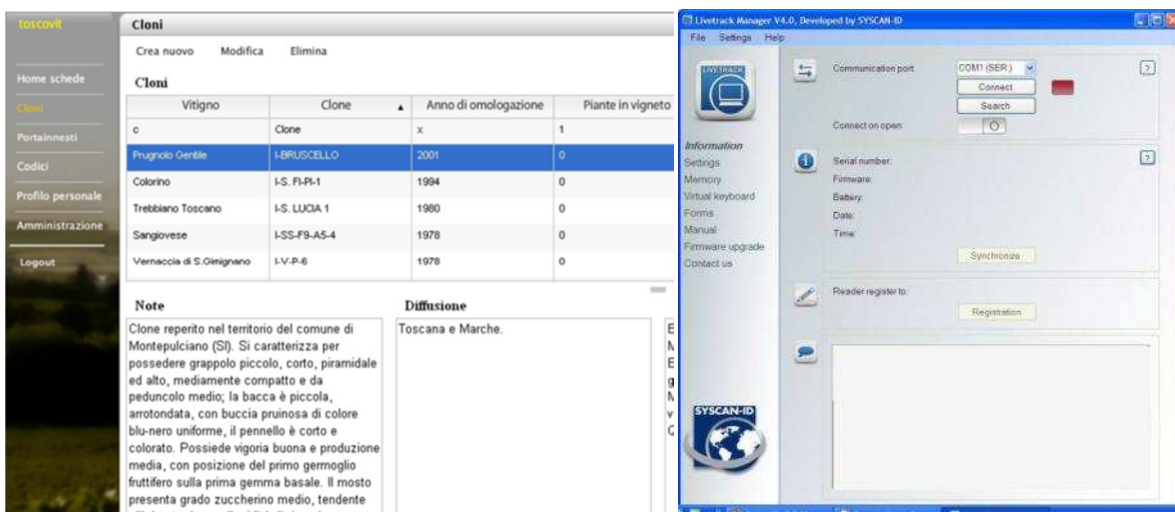 toscovit
Home schede
Cloni
Portainnesti
Codici
Profilo personale
Amministrazione
Logout
Cloni
Crea nuovo Modifica Elimina
Cloni
Vitigno Clone Anno di omologazione Piante in vigneto
c Clone x 1
Prugnolo Gentile I-BRUSCELLO 2001 0
Colorino I-S. FI-PI-1 1994 0
Trebbiano Toscano I-S. LUCIA 1 1980 0
Sangiovese I-SS-F9-A5-4 1978 0
Vernaccia di S.Gimignano I-V-P-6 1978 0
Note
Clone reperito nel territorio del comune di
Montepulciano (SI). Si caratterizza per
possedere grappolo piccolo, corto, piramidale
ed alto, mediamente compatto e da
peduncolo medio; la bacca è piccola,
arrotondata, con buccia pruinosa di colore
blu-nero uniforme, il pennello è corto e
colorato. Possiede vigoria buona e produzione
media, con posizione del primo germoglio
fruttifero sulla prima gemma basale. Il mosto
presenta grado zuccherino medio, tendente
Diffusione
Toscana e Marche.
Livetrack Manager V4.0, Developed by SYSCAN-ID
File Settings Help
LIVETRACK
Information
Settings
Memory
Virtual keyboard
Forms
Manual
Firmware upgrade
Contact us
SYSCAN-ID
Communication port: COM1 (SER.) ?
Connect
Search
Connect on open:
Serial number: ?
Firmware:
Battery:
Date:
Time:
Synchronize
Reader register to:
Registration